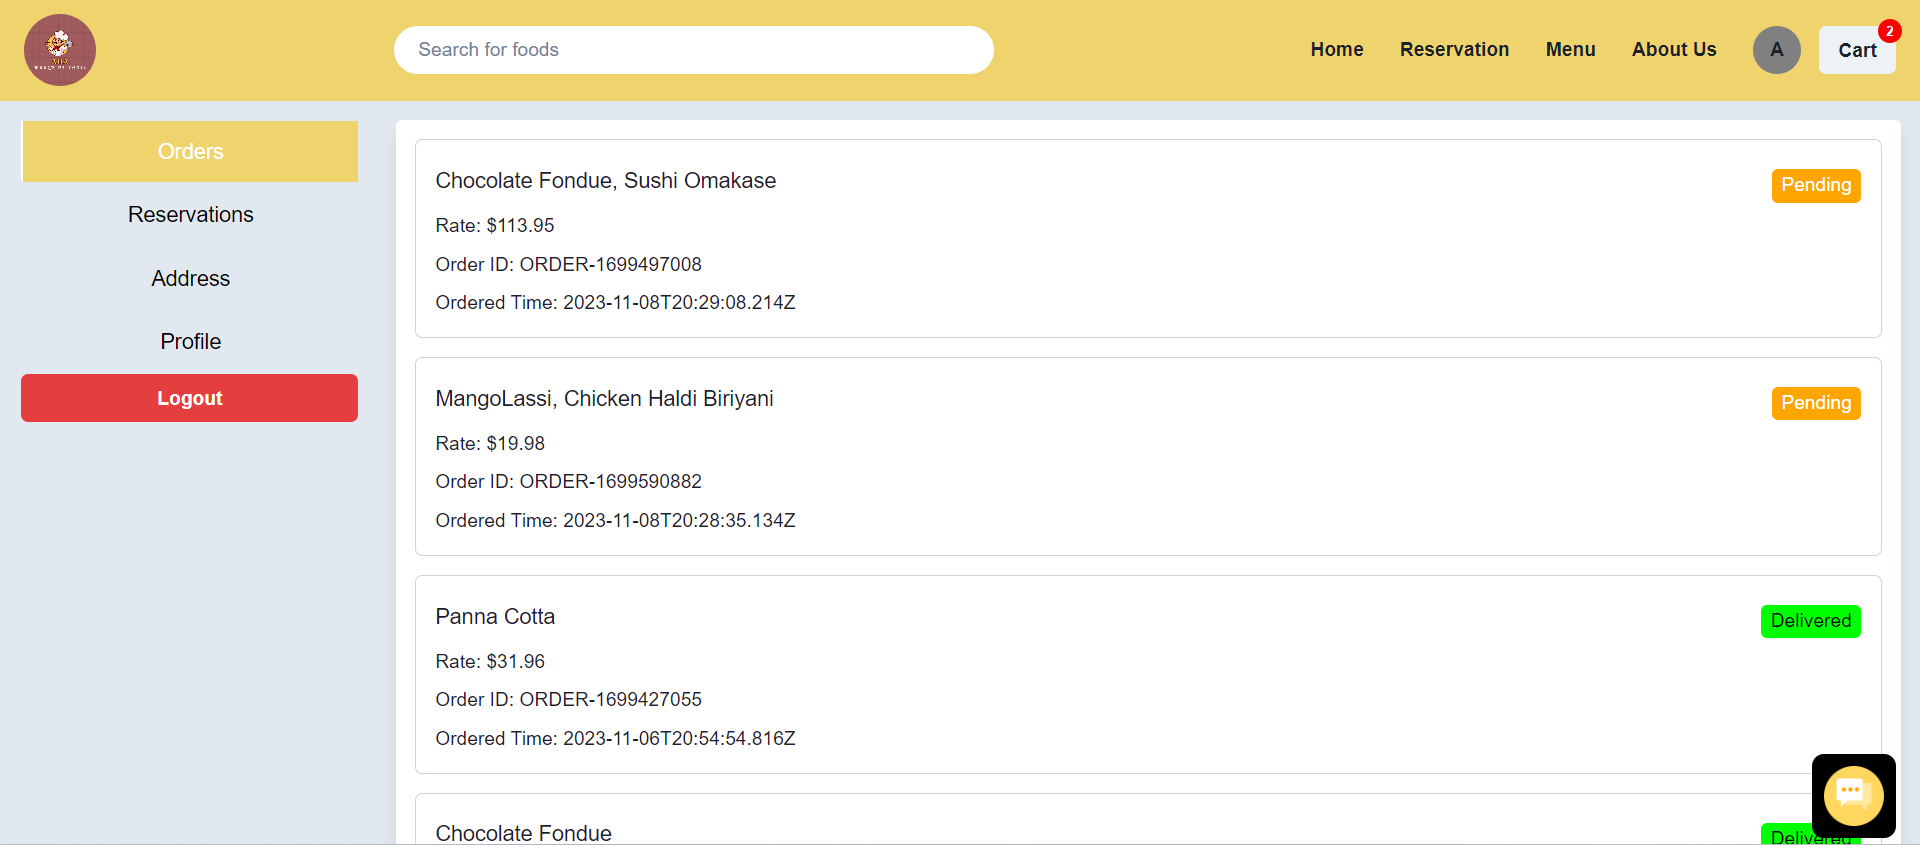 Search for foods
Home
Reservation
Menu
About Us
A
Cart
2
Orders
Reservations
Address
Profile
Logout
Chocolate Fondue, Sushi Omakase
Pending
Rate: $113.95
Order ID: ORDER-1699497008
Ordered Time: 2023-11-08T20:29:08.214Z
MangoLassi, Chicken Haldi Biriyani
Pending
Rate: $19.98
Order ID: ORDER-1699590882
Ordered Time: 2023-11-08T20:28:35.134Z
Panna Cotta
Delivered
Rate: $31.96
Order ID: ORDER-1699427055
Ordered Time: 2023-11-06T20:54:54.816Z
Chocolate Fondue
Delivered